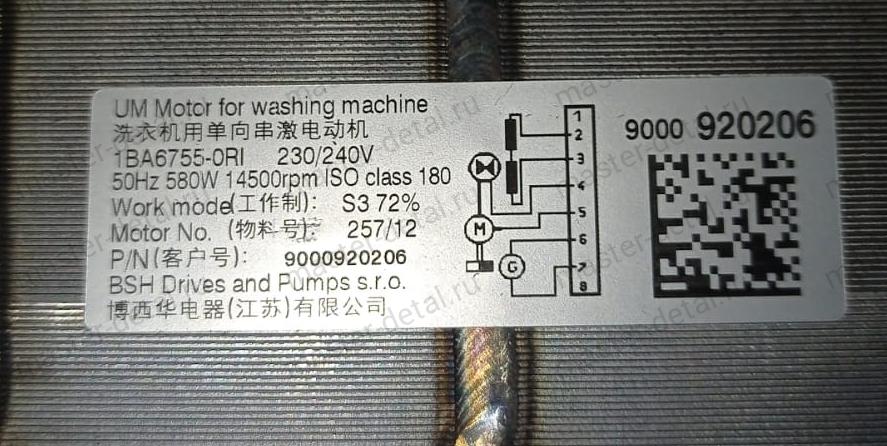 UM Motor for washing machine
洗衣机用单向串激电动机
1BA6755-0RI 230/240V
50Hz 580W 14500rpm ISO class 180
Work mode(工作制): S3 72%
Motor No. (物料号): 257/12
P/N(客户号): 9000920206
BSH Drives and Pumps s.r.o.
博西华电器(江苏)有限公司
1
2
3
4
5
6
7
8
M
G
9000 920206
master-detal.ru